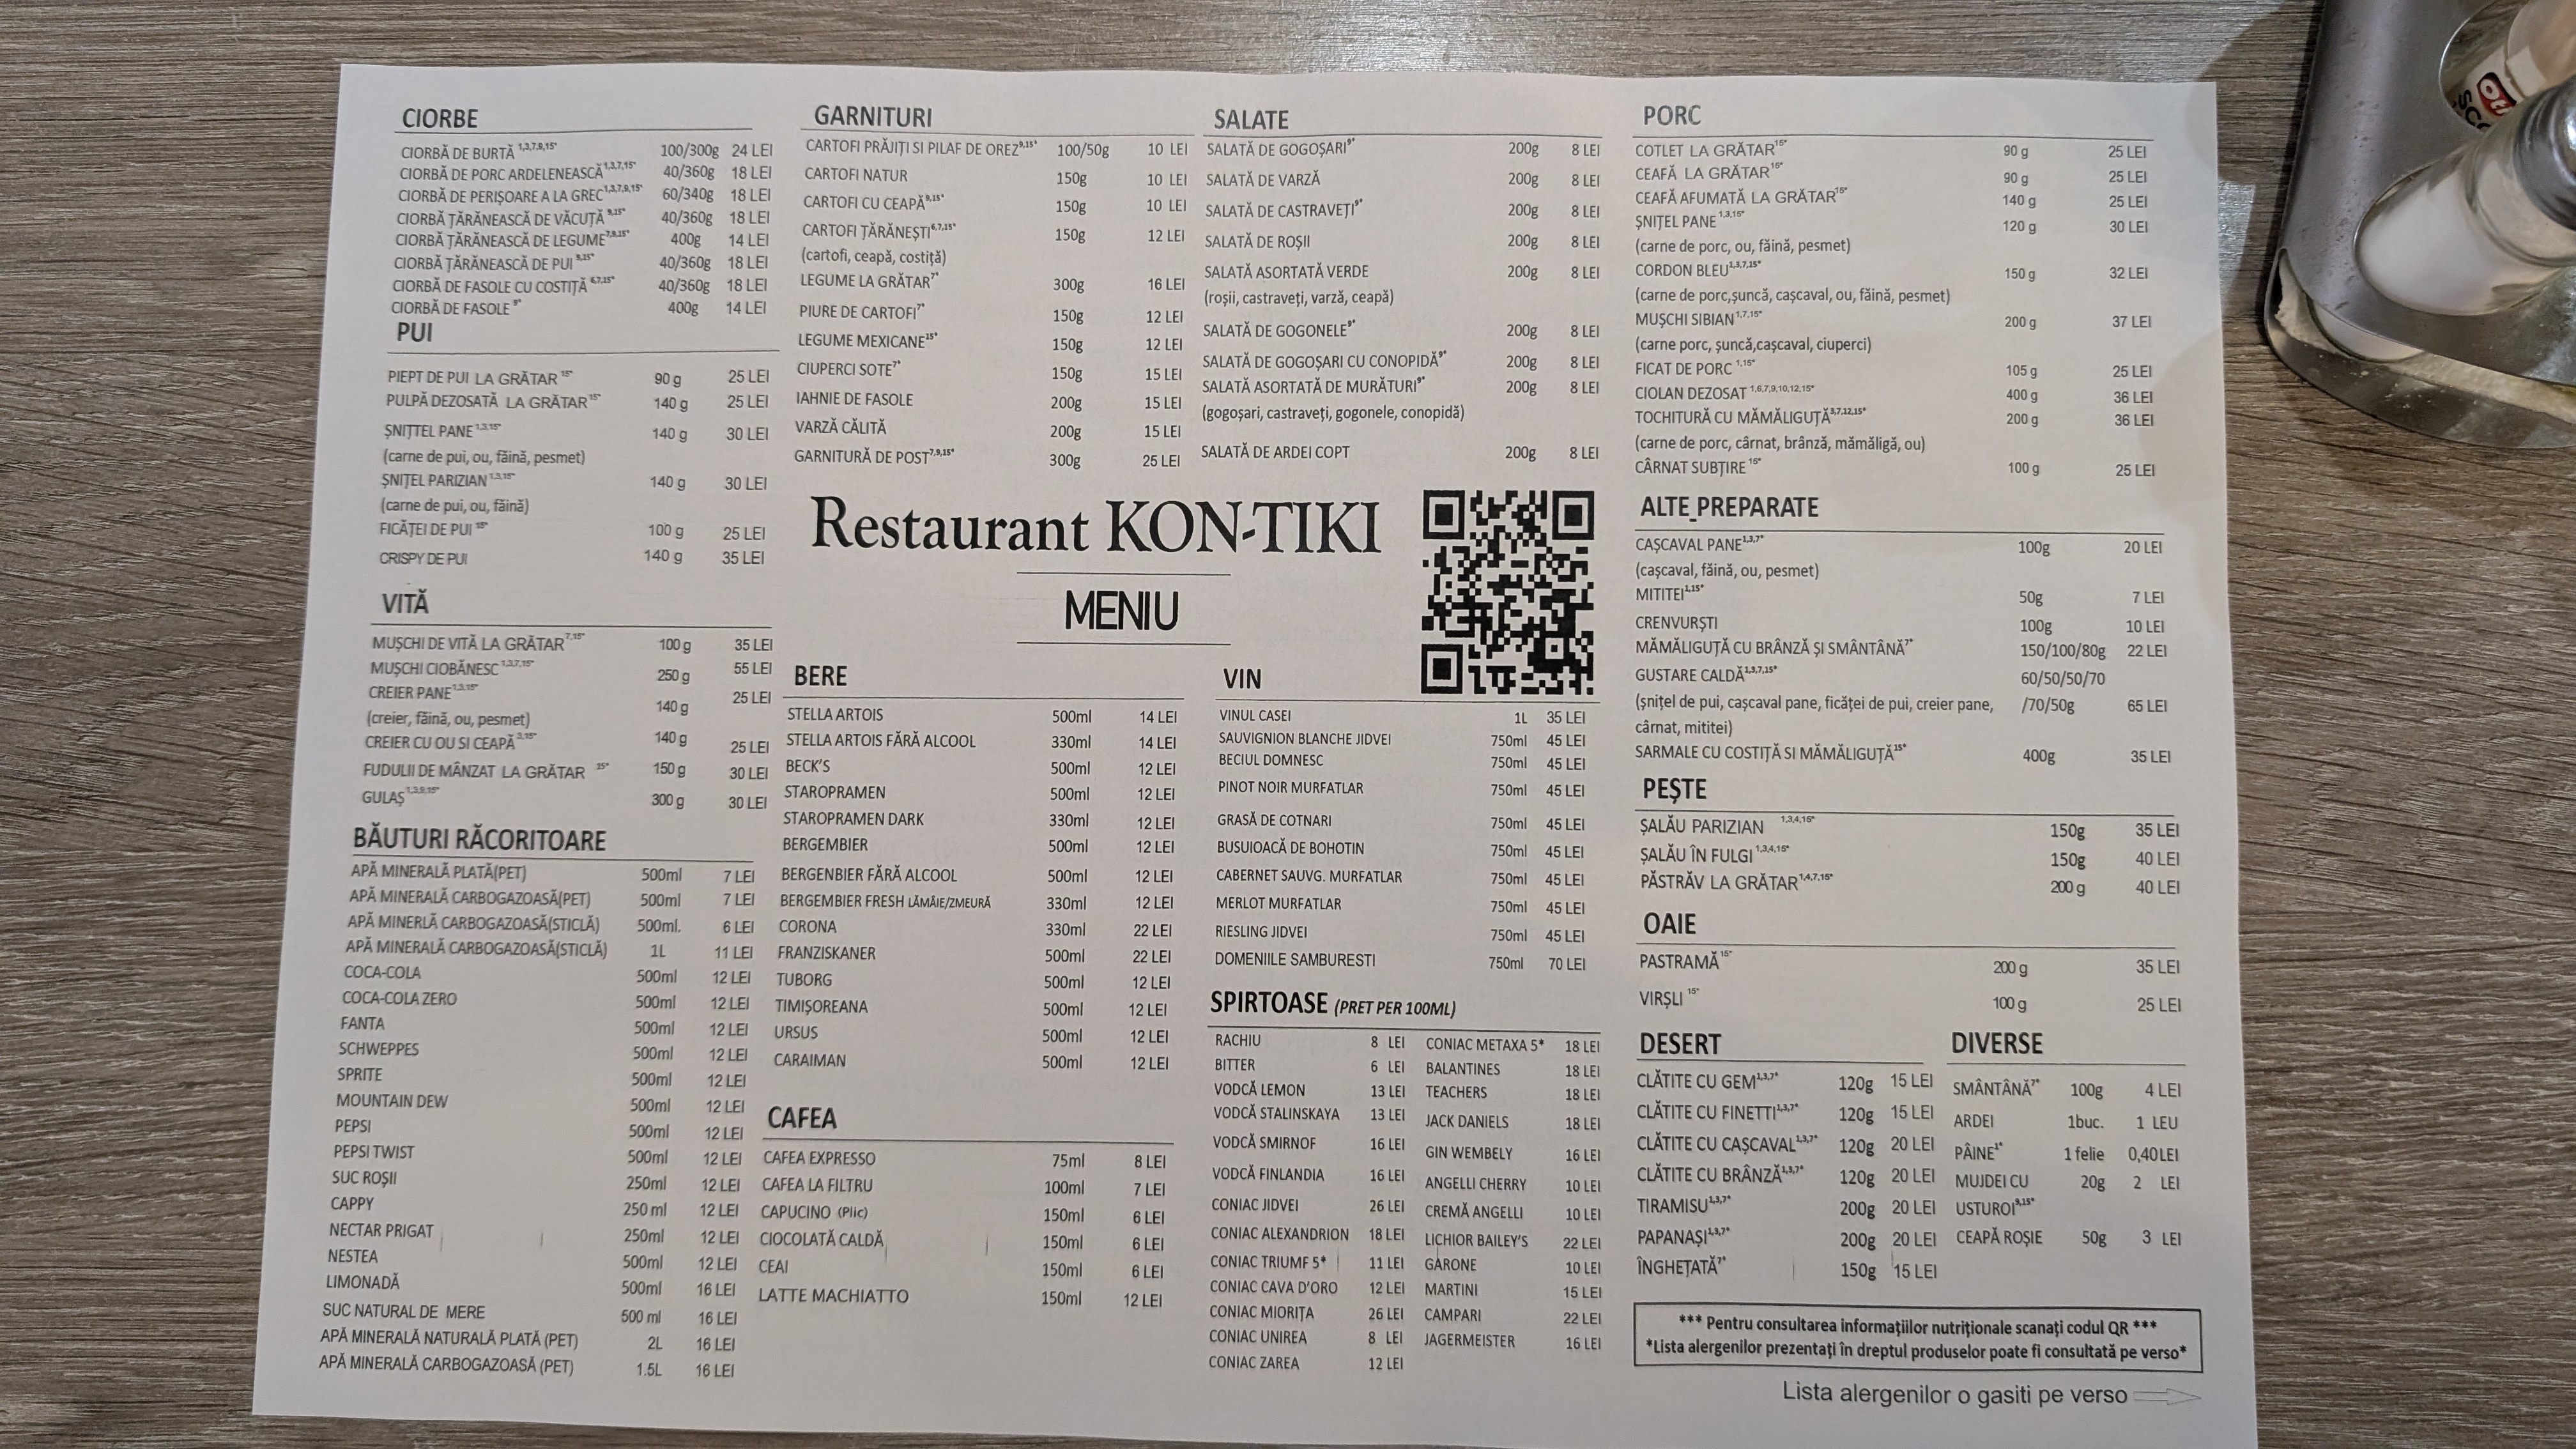 CIORBE
CIORBĂ DE BURTĂ 1,3,7,9,15* 100/300g 24 LEI
CIORBĂ DE PORC ARDELENEASCĂ 1,3,7,15* 40/360g 18 LEI
CIORBĂ DE PERIȘOARE A LA GREC 1,3,7,9,15* 60/340g 18 LEI
CIORBĂ ȚĂRĂNEASCĂ DE VĂCUȚĂ 9,15* 40/360g 18 LEI
CIORBĂ ȚĂRĂNEASCĂ DE LEGUME 7,9,15* 400g 14 LEI
CIORBĂ ȚĂRĂNEASCĂ DE PUI 9,15* 40/360g 18 LEI
CIORBĂ DE FASOLE CU COSTIȚĂ 6,7,15* 40/360g 18 LEI
CIORBĂ DE FASOLE 9* 400g 14 LEI
PUI
PIEPT DE PUI LA GRĂTAR 15* 90 g 25 LEI
PULPĂ DEZOSATĂ LA GRĂTAR 15* 140 g 25 LEI
ȘNITTEL PANE 1,3,15* 140 g 30 LEI
(carne de pui, ou, făină, pesmet)
ȘNIȚEL PARIZIAN 1,3,15* 140 g 30 LEI
(carne de pui, ou, făină)
FICĂȚEI DE PUI 15* 100 g 25 LEI
CRISPY DE PUI 140 g 35 LEI
VITĂ
MUȘCHI DE VITĂ LA GRĂTAR 7,15* 100 g 35 LEI
MUȘCHI CIOBĂNESC 1,3,7,15* 250 g 55 LEI
CREIER PANE 1,3,15* 140 g 25 LEI
(creier, făină, ou, pesmet)
CREIER CU OU SI CEAPĂ 3,15* 140 g 25 LEI
FUDULII DE MÂNZAT LA GRĂTAR 15* 150 g 30 LEI
GULAȘ 1,3,9,15* 300 g 30 LEI
BĂUTURI RĂCORITOARE
APĂ MINERALĂ PLATĂ(PET) 500ml 7 LEI
APĂ MINERALĂ CARBOGAZOASĂ(PET) 500ml 7 LEI
APĂ MINERLĂ CARBOGAZOASĂ(STICLĂ) 500ml. 6 LEI
APĂ MINERALĂ CARBOGAZOASĂ(STICLĂ) 1L 11 LEI
COCA-COLA 500ml 12 LEI
COCA-COLA ZERO 500ml 12 LEI
FANTA 500ml 12 LEI
SCHWEPPES 500ml 12 LEI
SPRITE 500ml 12 LEI
MOUNTAIN DEW 500ml 12 LEI
PEPSI 500ml 12 LEI
PEPSI TWIST 500ml 12 LEI
SUC ROȘII 250ml 12 LEI
CAPPY 250 ml 12 LEI
NECTAR PRIGAT 250ml 12 LEI
NESTEA 500ml 12 LEI
LIMONADĂ 500ml 16 LEI
SUC NATURAL DE MERE 500 ml 16 LEI
APĂ MINERALĂ NATURALĂ PLATĂ (PET) 2L 16 LEI
APĂ MINERALĂ CARBOGAZOASĂ (PET) 1.5L 16 LEI
GARNITURI
CARTOFI PRĂJIȚI SI PILAF DE OREZ 9,15* 100/50g 10 LEI
CARTOFI NATUR 150g 10 LEI
CARTOFI CU CEAPĂ 9,15* 150g 10 LEI
CARTOFI ȚĂRĂNEȘTI 6,7,15* 150g 12 LEI
(cartofi, ceapă, costiță)
LEGUME LA GRĂTAR 7* 300g 16 LEI
PIURE DE CARTOFI 7* 150g 12 LEI
LEGUME MEXICANE 15* 150g 12 LEI
CIUPERCI SOTE 7* 150g 15 LEI
IAHNIE DE FASOLE 200g 15 LEI
VARZĂ CĂLITĂ 200g 15 LEI
GARNITURĂ DE POST 7,9,15* 300g 25 LEI
SALATE
SALATĂ DE GOGOȘARI 9* 200g 8 LEI
SALATĂ DE VARZĂ 200g 8 LEI
SALATĂ DE CASTRAVEȚI 9* 200g 8 LEI
SALATĂ DE ROȘII 200g 8 LEI
SALATĂ ASORTATĂ VERDE 200g 8 LEI
(roșii, castraveți, varză, ceapă)
SALATĂ DE GOGONELE 9* 200g 8 LEI
SALATĂ DE GOGOȘARI CU CONOPIDĂ 9* 200g 8 LEI
SALATĂ ASORTATĂ DE MURĂTURI 9* 200g 8 LEI
(gogoșari, castraveți, gogonele, conopidă)
SALATĂ DE ARDEI COPT 200g 8 LEI
Restaurant KON-TIKI
MENIU
BERE
STELLA ARTOIS 500ml 14 LEI
STELLA ARTOIS FĂRĂ ALCOOL 330ml 14 LEI
BECK'S 500ml 12 LEI
STAROPRAMEN 500ml 12 LEI
STAROPRAMEN DARK 330ml 12 LEI
BERGEMBIER 500ml 12 LEI
BERGENBIER FĂRĂ ALCOOL 500ml 12 LEI
BERGEMBIER FRESH LĂMÂIE/ZMEURĂ 330ml 12 LEI
CORONA 330ml 22 LEI
FRANZISKANER 500ml 22 LEI
TUBORG 500ml 12 LEI
TIMIȘOREANA 500ml 12 LEI
URSUS 500ml 12 LEI
CARAIMAN 500ml 12 LEI
CAFEA
CAFEA EXPRESSO 75ml 8 LEI
CAFEA LA FILTRU 100ml 7 LEI
CAPUCINO (Plic) 150ml 6 LEI
CIOCOLATĂ CALDĂ 150ml 6 LEI
CEAI 150ml 6 LEI
LATTE MACHIATTO 150ml 12 LEI
VIN
VINUL CASEI 1L 35 LEI
SAUVIGNION BLANCHE JIDVEI 750ml 45 LEI
BECIUL DOMNESC 750ml 45 LEI
PINOT NOIR MURFATLAR 750ml 45 LEI
GRASĂ DE COTNARI 750ml 45 LEI
BUSUIOACĂ DE BOHOTIN 750ml 45 LEI
CABERNET SAUVG. MURFATLAR 750ml 45 LEI
MERLOT MURFATLAR 750ml 45 LEI
RIESLING JIDVEI 750ml 45 LEI
DOMENIILE SAMBURESTI 750ml 70 LEI
SPIRTOASE (PRET PER 100ML)
RACHIU 8 LEI
BITTER 6 LEI
VODCĂ LEMON 13 LEI
VODCĂ STALINSKAYA 13 LEI
VODCĂ SMIRNOF 16 LEI
VODCĂ FINLANDIA 16 LEI
CONIAC JIDVEI 26 LEI
CONIAC ALEXANDRION 18 LEI
CONIAC TRIUMF 5* 11 LEI
CONIAC CAVA D'ORO 12 LEI
CONIAC MIORIȚA 26 LEI
CONIAC UNIREA 8 LEI
CONIAC ZAREA 12 LEI
CONIAC METAXA 5* 18 LEI
BALANTINES 18 LEI
TEACHERS 18 LEI
JACK DANIELS 18 LEI
GIN WEMBELY 16 LEI
ANGELLI CHERRY 10 LEI
CREMĂ ANGELLI 10 LEI
LICHIOR BAILEY'S 22 LEI
GARONE 10 LEI
MARTINI 15 LEI
CAMPARI 22 LEI
JAGERMEISTER 16 LEI
PORC
COTLET LA GRĂTAR 15* 90 g 25 LEI
CEAFĂ LA GRĂTAR 15* 90 g 25 LEI
CEAFĂ AFUMATĂ LA GRĂTAR 15* 140 g 25 LEI
ȘNIȚEL PANE 1,3,15* 120 g 30 LEI
(carne de porc, ou, făină, pesmet)
CORDON BLEU 1,3,7,15* 150 g 32 LEI
(carne de porc,șuncă, cașcaval, ou, făină, pesmet)
MUȘCHI SIBIAN 1,7,15* 200 g 37 LEI
(carne porc, șuncă,cașcaval, ciuperci)
FICAT DE PORC 1,15* 105 g 25 LEI
CIOLAN DEZOSAT 1,6,7,9,10,12,15* 400 g 36 LEI
TOCHITURĂ CU MĂMĂLIGUȚĂ 3,7,12,15* 200 g 36 LEI
(carne de porc, cârnat, brânză, mămăligă, ou)
CÂRNAT SUBȚIRE 15* 100 g 25 LEI
ALTE PREPARATE
CAȘCAVAL PANE 1,3,7* 100g 20 LEI
(cașcaval, făină, ou, pesmet)
MITITEI 1,15* 50g 7 LEI
CRENVURȘTI 100g 10 LEI
MĂMĂLIGUȚĂ CU BRÂNZĂ ȘI SMÂNTÂNĂ 7* 150/100/80g 22 LEI
GUSTARE CALDĂ 1,3,7,15* 60/50/50/70
(șnițel de pui, cașcaval pane, ficăței de pui, creier pane, /70/50g 65 LEI
cârnat, mititei)
SARMALE CU COSTIȚĂ SI MĂMĂLIGUȚĂ 15* 400g 35 LEI
PEȘTE
ȘALĂU PARIZIAN 1,3,4,15* 150g 35 LEI
ȘALĂU ÎN FULGI 1,3,4,15* 150g 40 LEI
PĂSTRĂV LA GRĂTAR 1,4,7,15* 200 g 40 LEI
OAIE
PASTRAMĂ 15* 200 g 35 LEI
VIRȘLI 15* 100 g 25 LEI
DESERT
CLĂTITE CU GEM 1,3,7* 120g 15 LEI
CLĂTITE CU FINETTI 1,3,7* 120g 15 LEI
CLĂTITE CU CAȘCAVAL 1,3,7* 120g 20 LEI
CLĂTITE CU BRÂNZĂ 1,3,7* 120g 20 LEI
TIRAMISU 1,3,7* 200g 20 LEI
PAPANAȘI 1,3,7* 200g 20 LEI
ÎNGHEȚATĂ 7* 150g 15 LEI
DIVERSE
SMÂNTÂNĂ 7* 100g 4 LEI
ARDEI 1buc. 1 LEU
PÂINE 1* 1 felie 0,40LEI
MUJDEI CU 20g 2 LEI
USTUROI 9,15*
CEAPĂ ROȘIE 50g 3 LEI
*** Pentru consultarea informațiilor nutriționale scanați codul QR ***
*Lista alergenilor prezentați în dreptul produselor poate fi consultată pe verso*
Lista alergenilor o gasiti pe verso